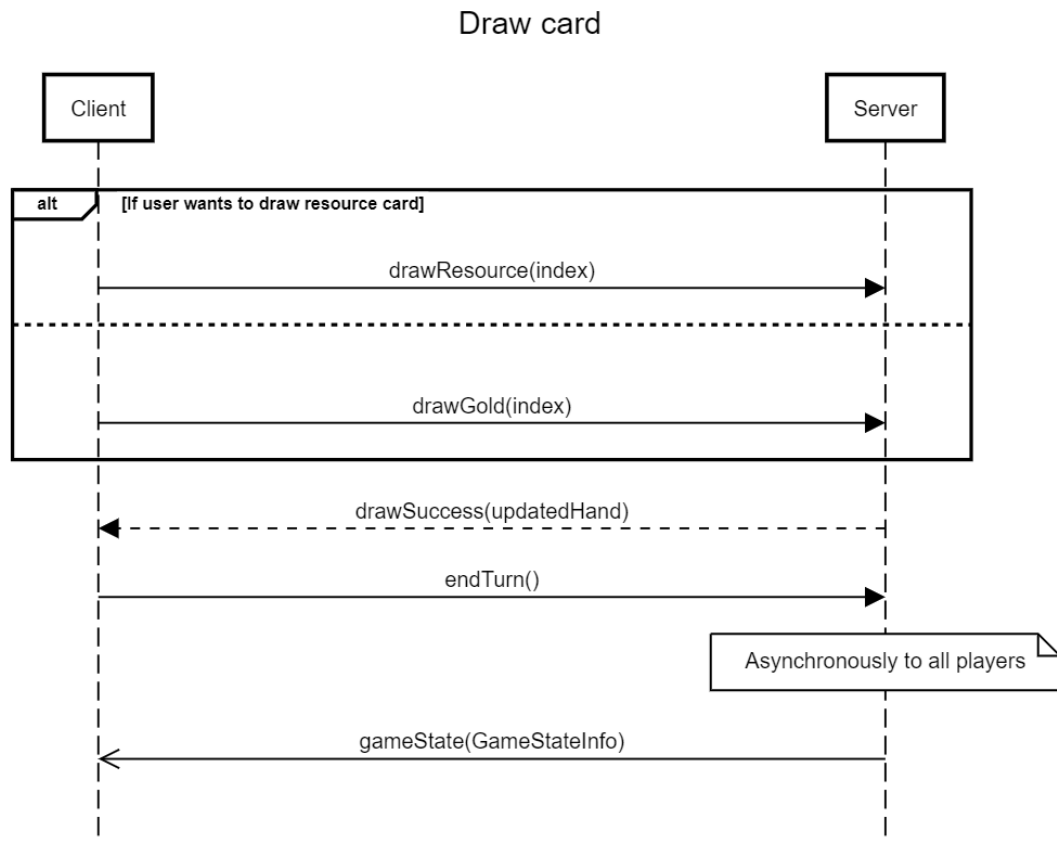 Draw card
Client
Server
alt
[If user wants to draw resource card]
drawResource(index)
drawGold(index)
drawSuccess(updatedHand)
endTurn()
Asynchronously to all players
gameState(GameStateInfo)